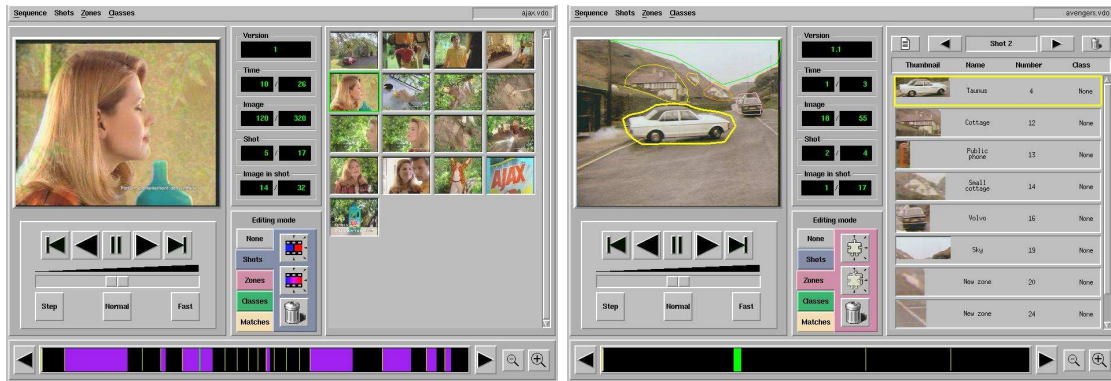 Sequence Shots Zones Classes
ajax.vdo
Version
1
Time
10 / 26
Image
120 / 320
Shot
5 / 17
Image in shot
14 / 32
AJAX
Editing mode
None
Shots
Zones
Classes
Matches
Step
Normal
Fast
Sequence Shots Zones Classes
avengers.vdo
Version
1.1
Time
1 / 3
Image
18 / 55
Shot
2 / 4
Image in shot
1 / 17
Editing mode
None
Shots
Zones
Classes
Matches
Step
Normal
Fast
Shot 2
Thumbnail Name Number Class
Taunus 4 None
Cottage 12 None
Public phone 13 None
Small cottage 14 None
Volvo 16 None
Sky 19 None
New zone 20 None
New zone 24 None